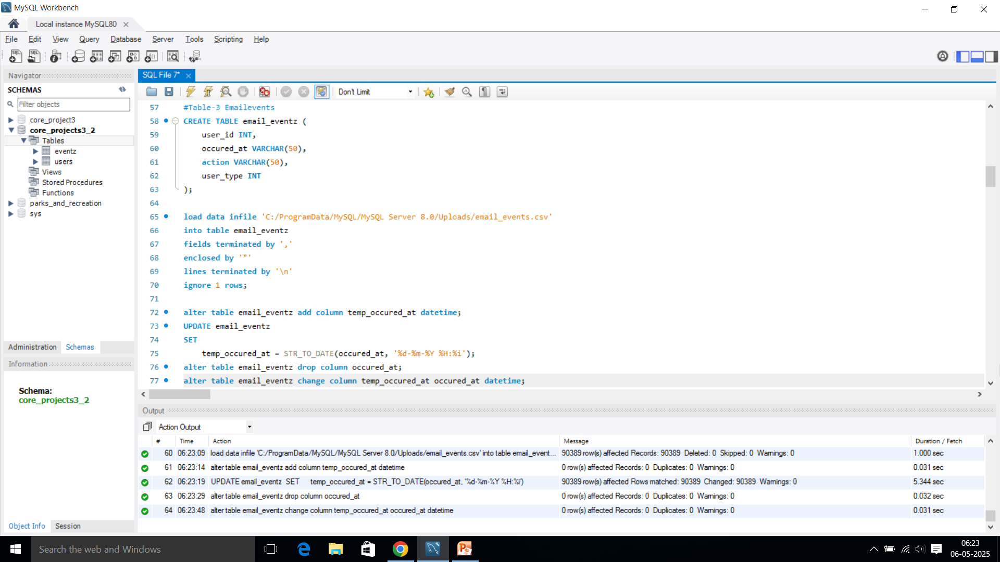 MySQL Workbench
Local instance MySQL80
File Edit View Query Database Server Tools Scripting Help
Navigator
SCHEMAS
Filter objects
core_project3
core_projects3_2
Tables
eventz
users
Views
Stored Procedures
Functions
parks_and_recreation
sys
Administration Schemas
Information
Schema:
core_projects3_2
Object Info Session
SQL File 7*
Don't Limit
57 #Table-3 Emailevents
58 CREATE TABLE email_eventz (
59 user_id INT,
60 occured_at VARCHAR(50),
61 action VARCHAR(50),
62 user_type INT
63 );
64
65 load data infile 'C:/ProgramData/MySQL/MySQL Server 8.0/Uploads/email_events.csv'
66 into table email_eventz
67 fields terminated by ','
68 enclosed by '"'
69 lines terminated by '\n'
70 ignore 1 rows;
71
72 alter table email_eventz add column temp_occured_at datetime;
73 UPDATE email_eventz
74 SET
75 temp_occured_at = STR_TO_DATE(occured_at, '%d-%m-%Y %H:%i');
76 alter table email_eventz drop column occured_at;
77 alter table email_eventz change column temp_occured_at occured_at datetime;
Output
Action Output
# Time Action Message Duration / Fetch
60 06:23:09 load data infile 'C:/ProgramData/MySQL/MySQL Server 8.0/Uploads/email_events.csv' into table email_event... 90389 row(s) affected Records: 90389 Deleted: 0 Skipped: 0 Warnings: 0 1.000 sec
61 06:23:14 alter table email_eventz add column temp_occured_at datetime 0 row(s) affected Records: 0 Duplicates: 0 Warnings: 0 0.031 sec
62 06:23:19 UPDATE email_eventz SET temp_occured_at = STR_TO_DATE(occured_at, '%d-%m-%Y %H:%i') 90389 row(s) affected Rows matched: 90389 Changed: 90389 Warnings: 0 5.344 sec
63 06:23:29 alter table email_eventz drop column occured_at 0 row(s) affected Records: 0 Duplicates: 0 Warnings: 0 0.032 sec
64 06:23:48 alter table email_eventz change column temp_occured_at occured_at datetime 0 row(s) affected Records: 0 Duplicates: 0 Warnings: 0 0.031 sec
Search the web and Windows
06:23
06-05-2025